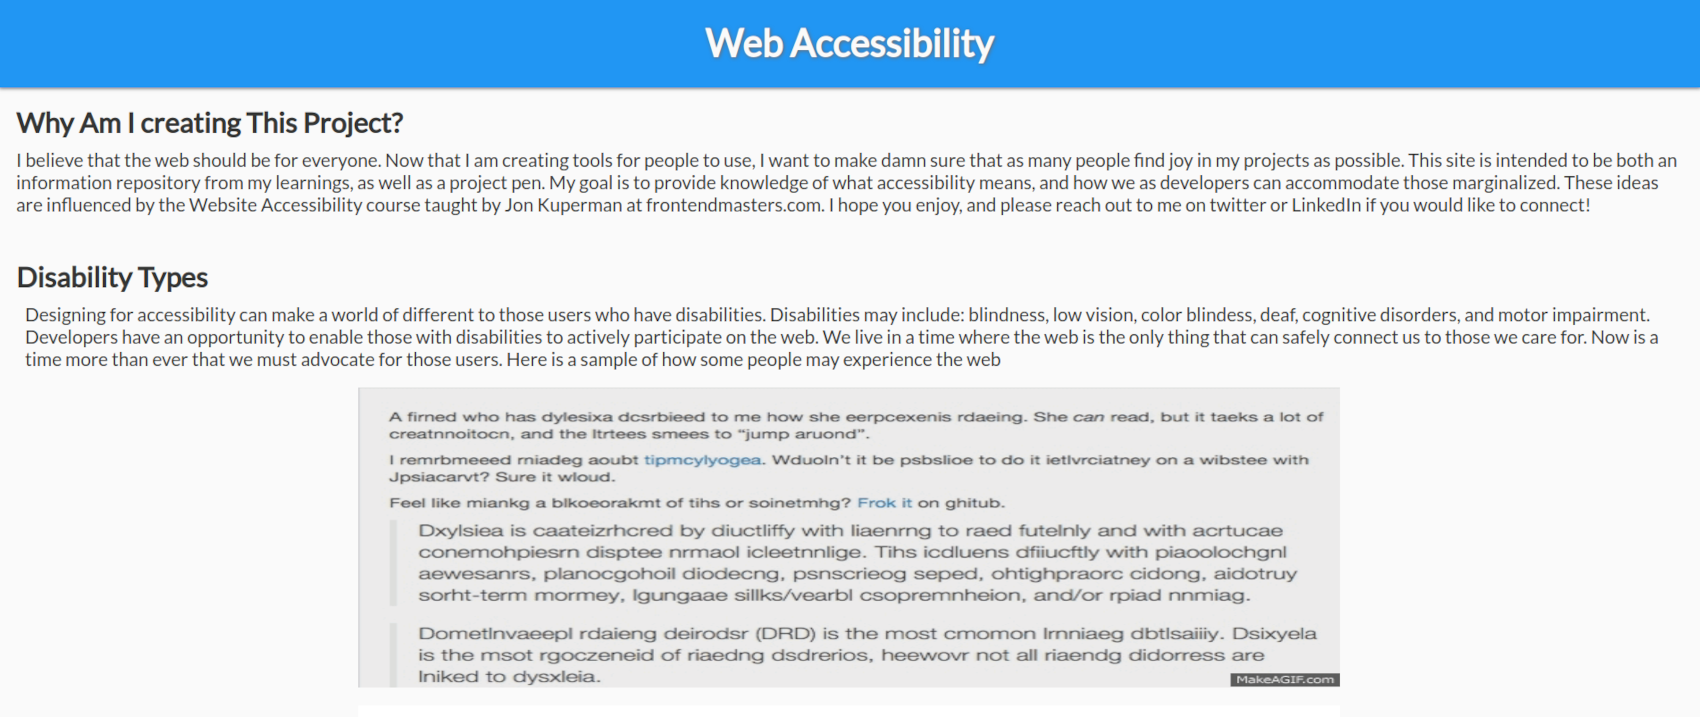 Web Accessibility
Why Am I creating This Project?
I believe that the web should be for everyone. Now that I am creating tools for people to use, I want to make damn sure that as many people find joy in my projects as possible. This site is intended to be both an
information repository from my learnings, as well as a project pen. My goal is to provide knowledge of what accessibility means, and how we as developers can accommodate those marginalized. These ideas
are influenced by the Website Accessibility course taught by Jon Kuperman at frontendmasters.com. I hope you enjoy, and please reach out to me on twitter or LinkedIn if you would like to connect!
Disability Types
Designing for accessibility can make a world of different to those users who have disabilities. Disabilities may include: blindness, low vision, color blindess, deaf, cognitive disorders, and motor impairment.
Developers have an opportunity to enable those with disabilities to actively participate on the web. We live in a time where the web is the only thing that can safely connect us to those we care for. Now is a
time more than ever that we must advocate for those users. Here is a sample of how some people may experience the web
A firned who has dylesixa dcsrbieed to me how she eerpcexenis rdaeing. She can read, but it taeks a lot of
creatnnoitocn, and the ltrtees smees to "jump aruond".
I remrbmeeed rniadeg aoubt tipmcylyogea. Wduoln't it be psbslioe to do it ietlvrciatney on a wibstee with
Jpsiacarvt? Sure it wloud.
Feel like miankg a blkoeorakmt of tihs or soinetmhg? Frok it on ghitub.
Dxylsiea is caateizrhcred by diuctliffy with liaenrng to raed futelnly and with acrtucae
conemohpiesrn disptee nrmaol icleetnnlige. Tihs icdluens dfiiucftly with piaoolochgnl
aewesanrs, planocgohoil diodecng, psnscrieog seped, ohtighpraorc cidong, aidotruy
sorht-term mormey, lgungaae sillks/vearbl csopremnheion, and/or rpiad nnmiag.
Dometlnvaeepl rdaieng deirodsr (DRD) is the most cmomon lrnniaeg dbtlsaiiiy. Dsixyela
is the msot rgoczeneid of riaedng dsdrerios, heewovr not all riaendg didorress are
lniked to dysxleia.
MakeAGIF.com